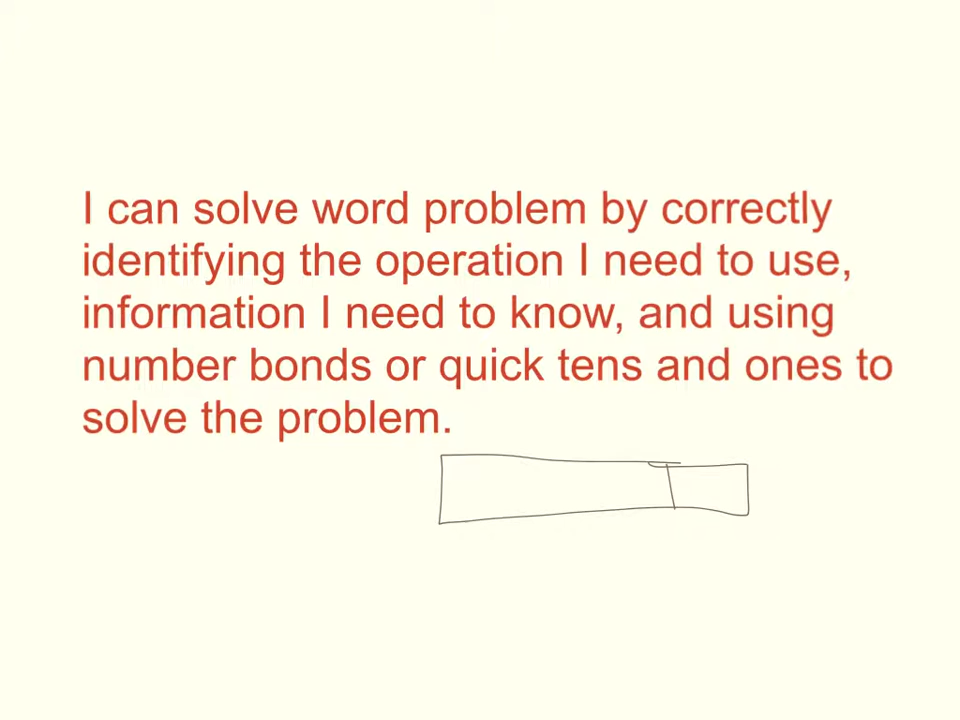 I can solve word problem by correctly
identifying the operation I need to use,
information I need to know, and using
number bonds or quick tens and ones to
solve the problem.